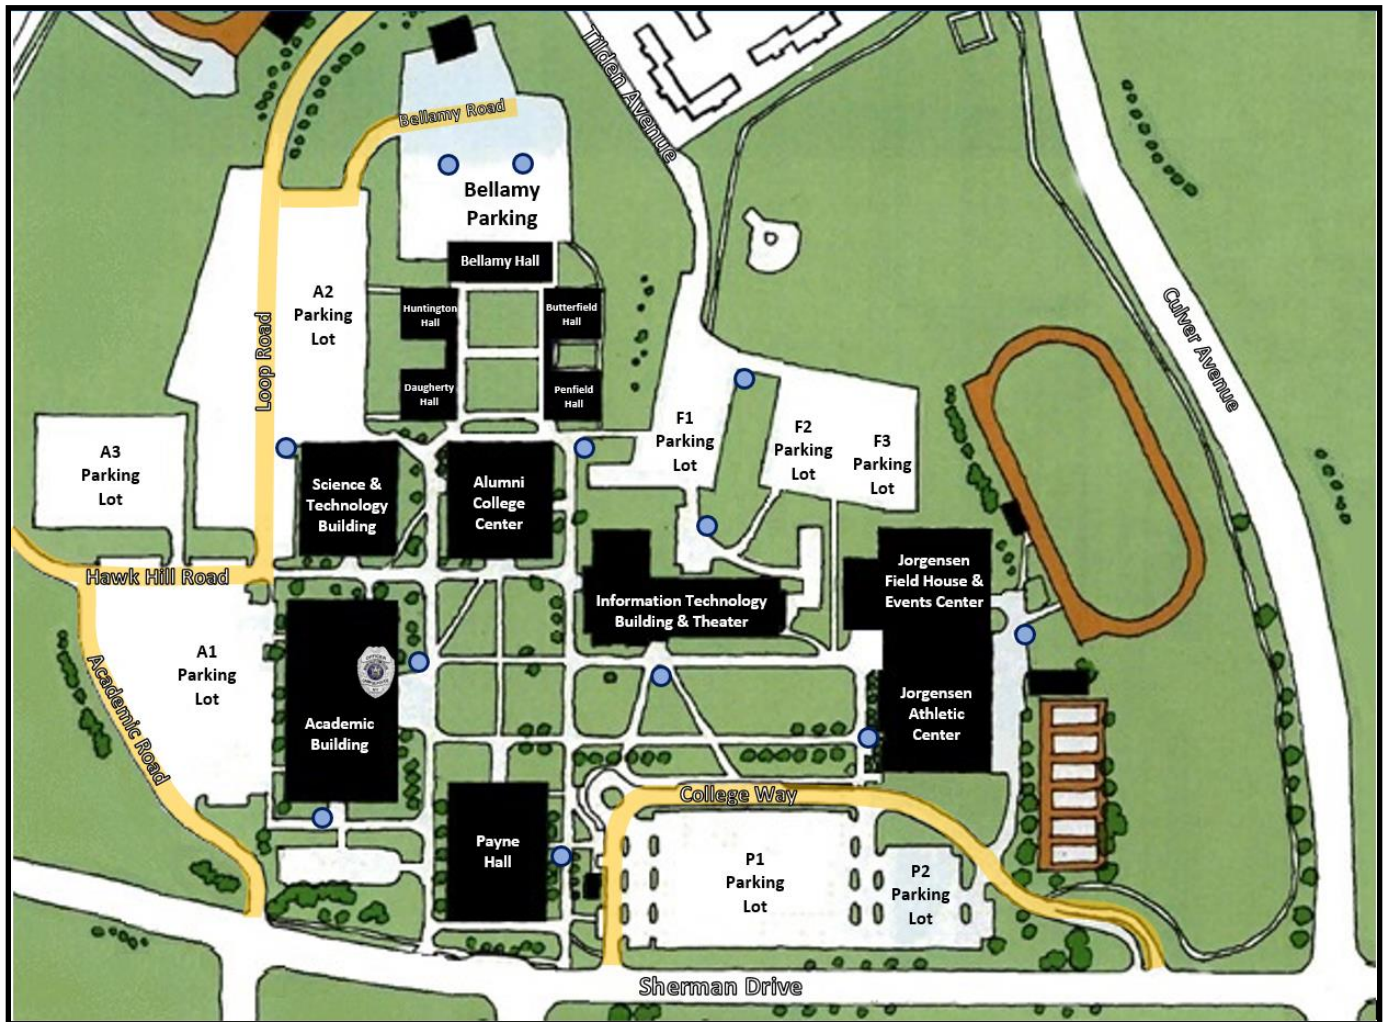 Tilden Avenue
Bellamy Road
Bellamy
Parking
Bellamy Hall
Huntington
Hall
Butterfield
Hall
Daugherty
Hall
Penfield
Hall
A2
Parking
Lot
Loop Road
Culver Avenue
A3
Parking
Lot
F1
Parking
Lot
F2
Parking
Lot
F3
Parking
Lot
Science &
Technology
Building
Alumni
College
Center
Hawk Hill Road
Information Technology
Building & Theater
Jorgensen
Field House &
Events Center
A1
Parking
Lot
Academic Road
Academic
Building
Jorgensen
Athletic
Center
College Way
Payne
Hall
P1
Parking
Lot
P2
Parking
Lot
Sherman Drive